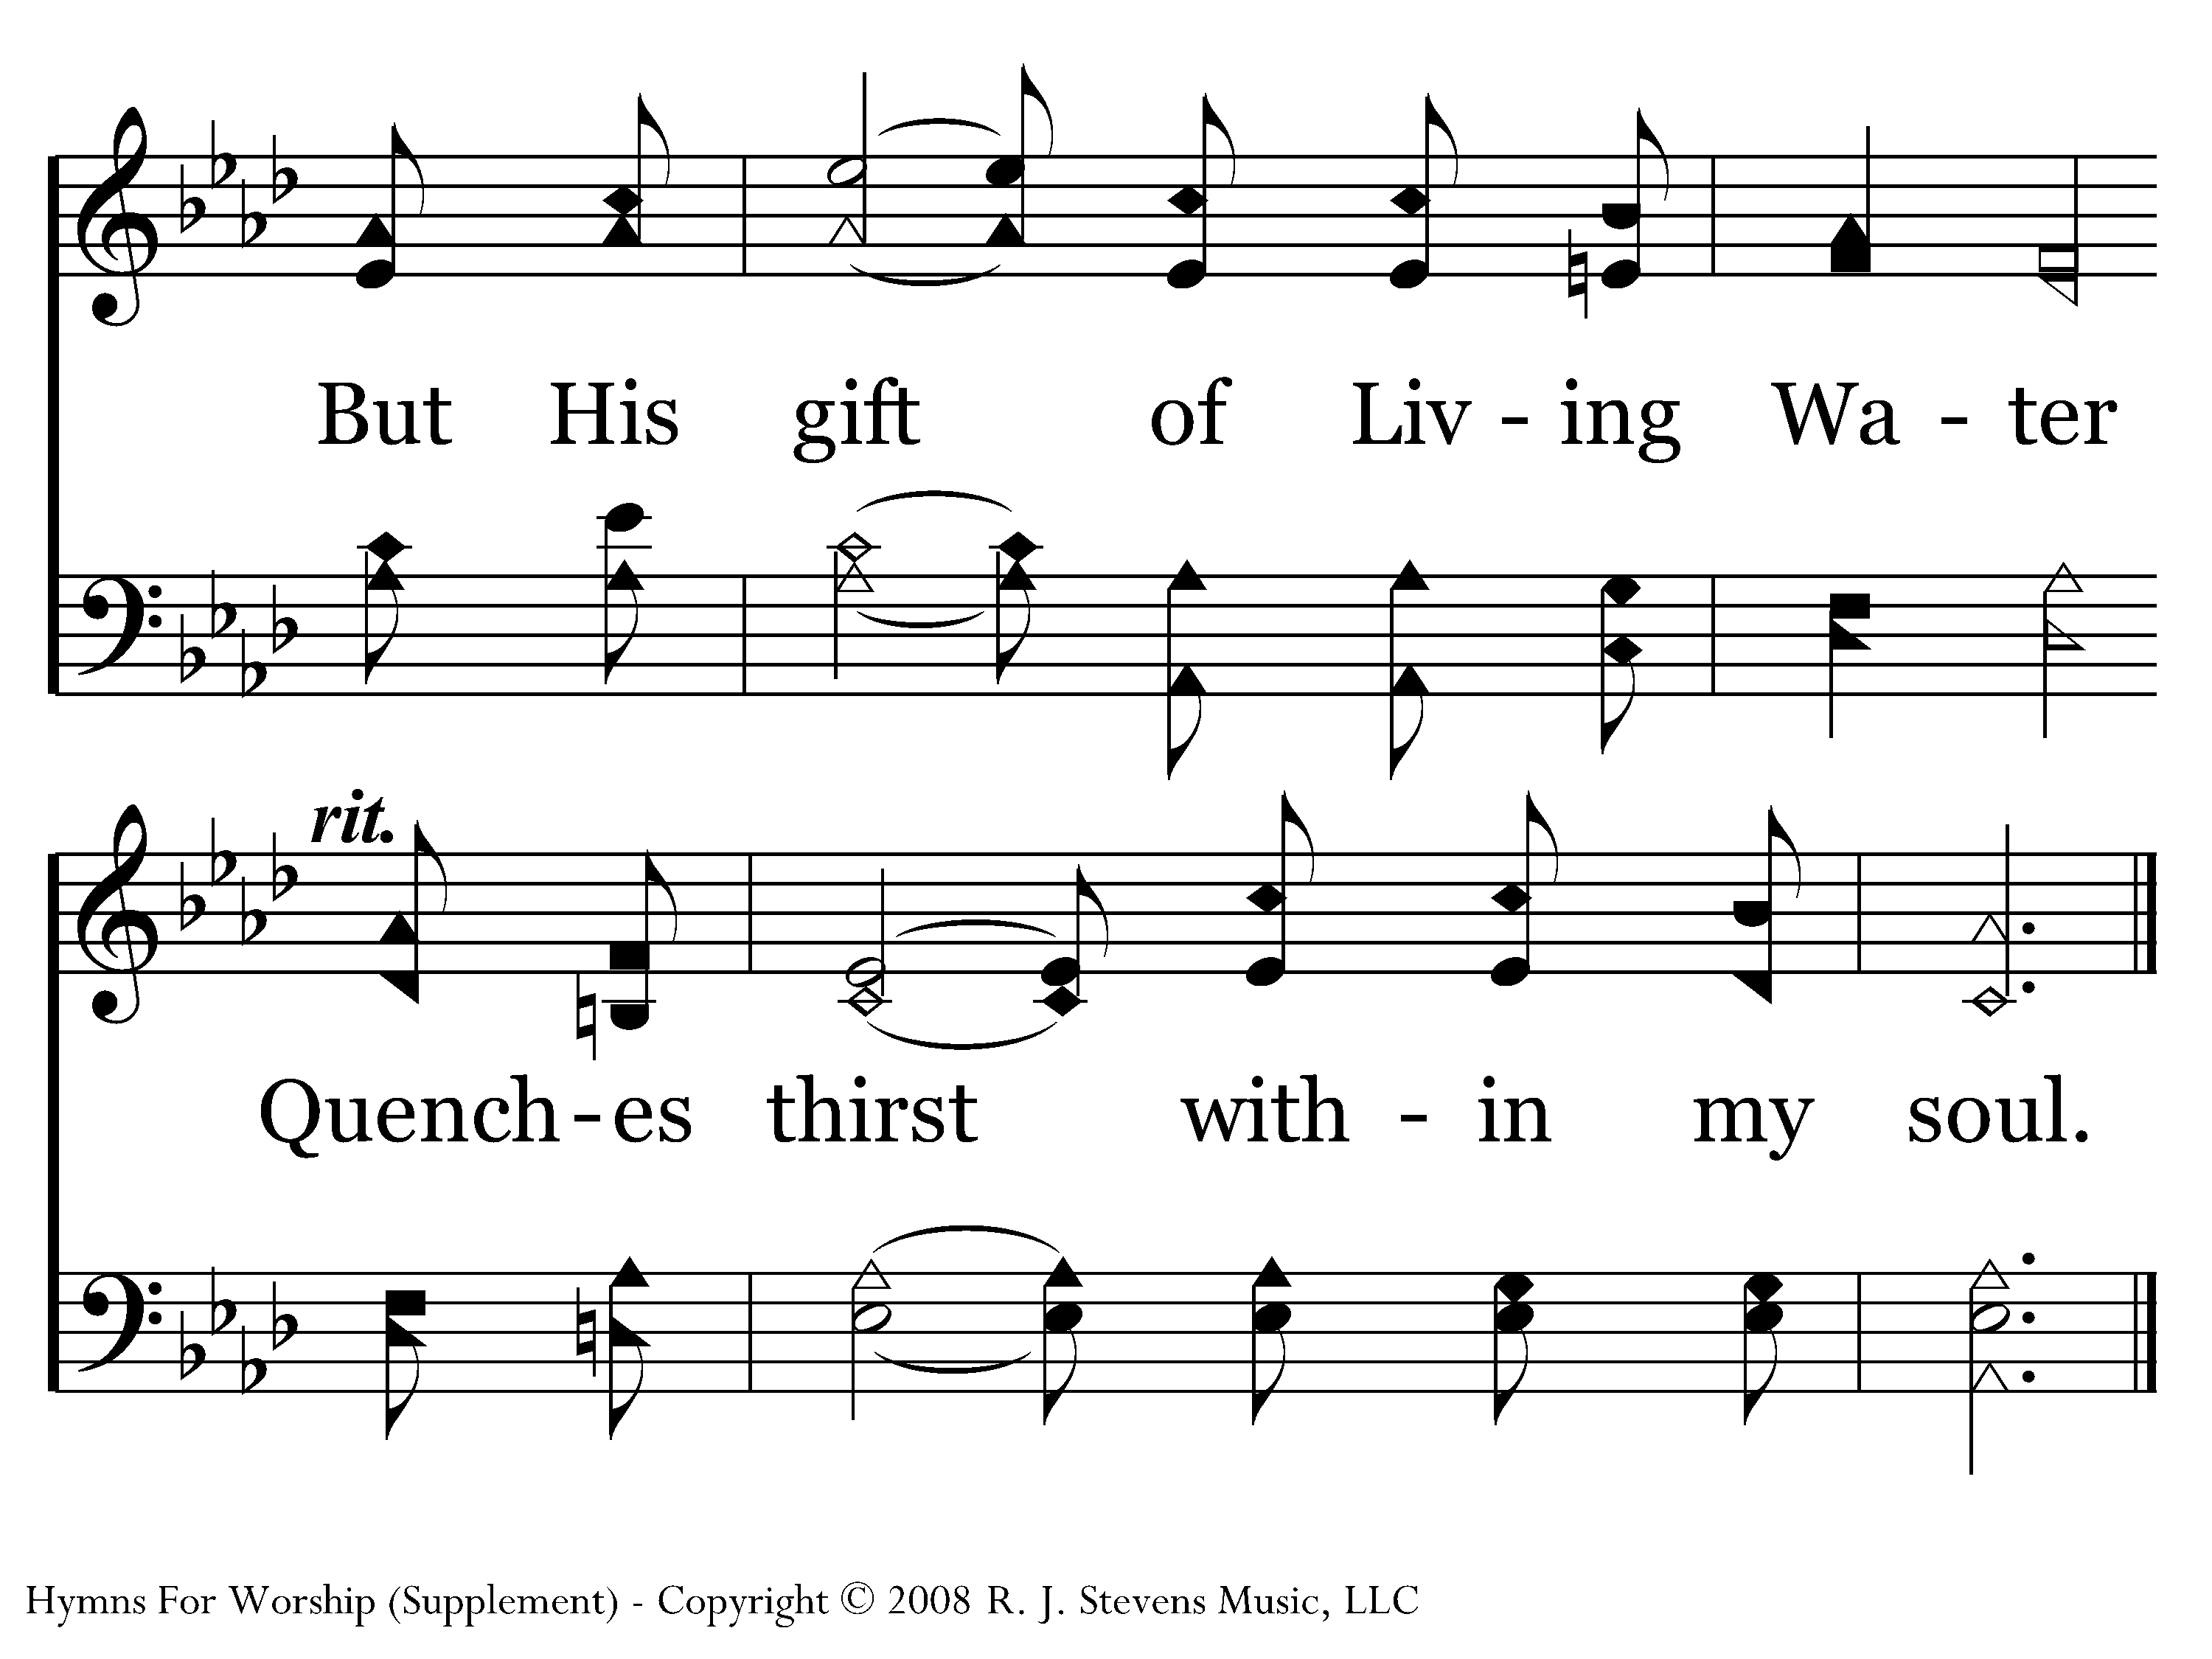 But His gift of Liv - ing Wa - ter
rit.
Quench - es thirst with - in my soul.
Hymns For Worship (Supplement) - Copyright © 2008 R. J. Stevens Music, LLC